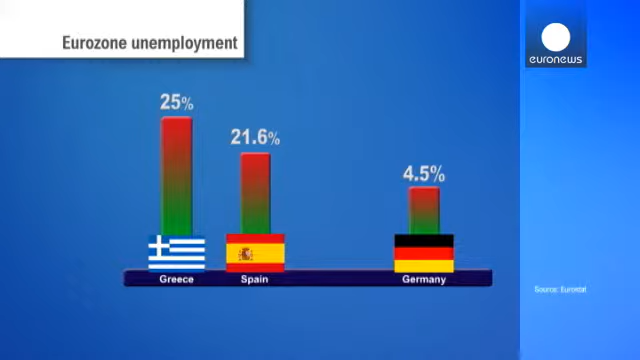 Eurozone unemployment
euronews
25%
21.6%
4.5%
Greece
Spain
Germany
Source: Eurostat